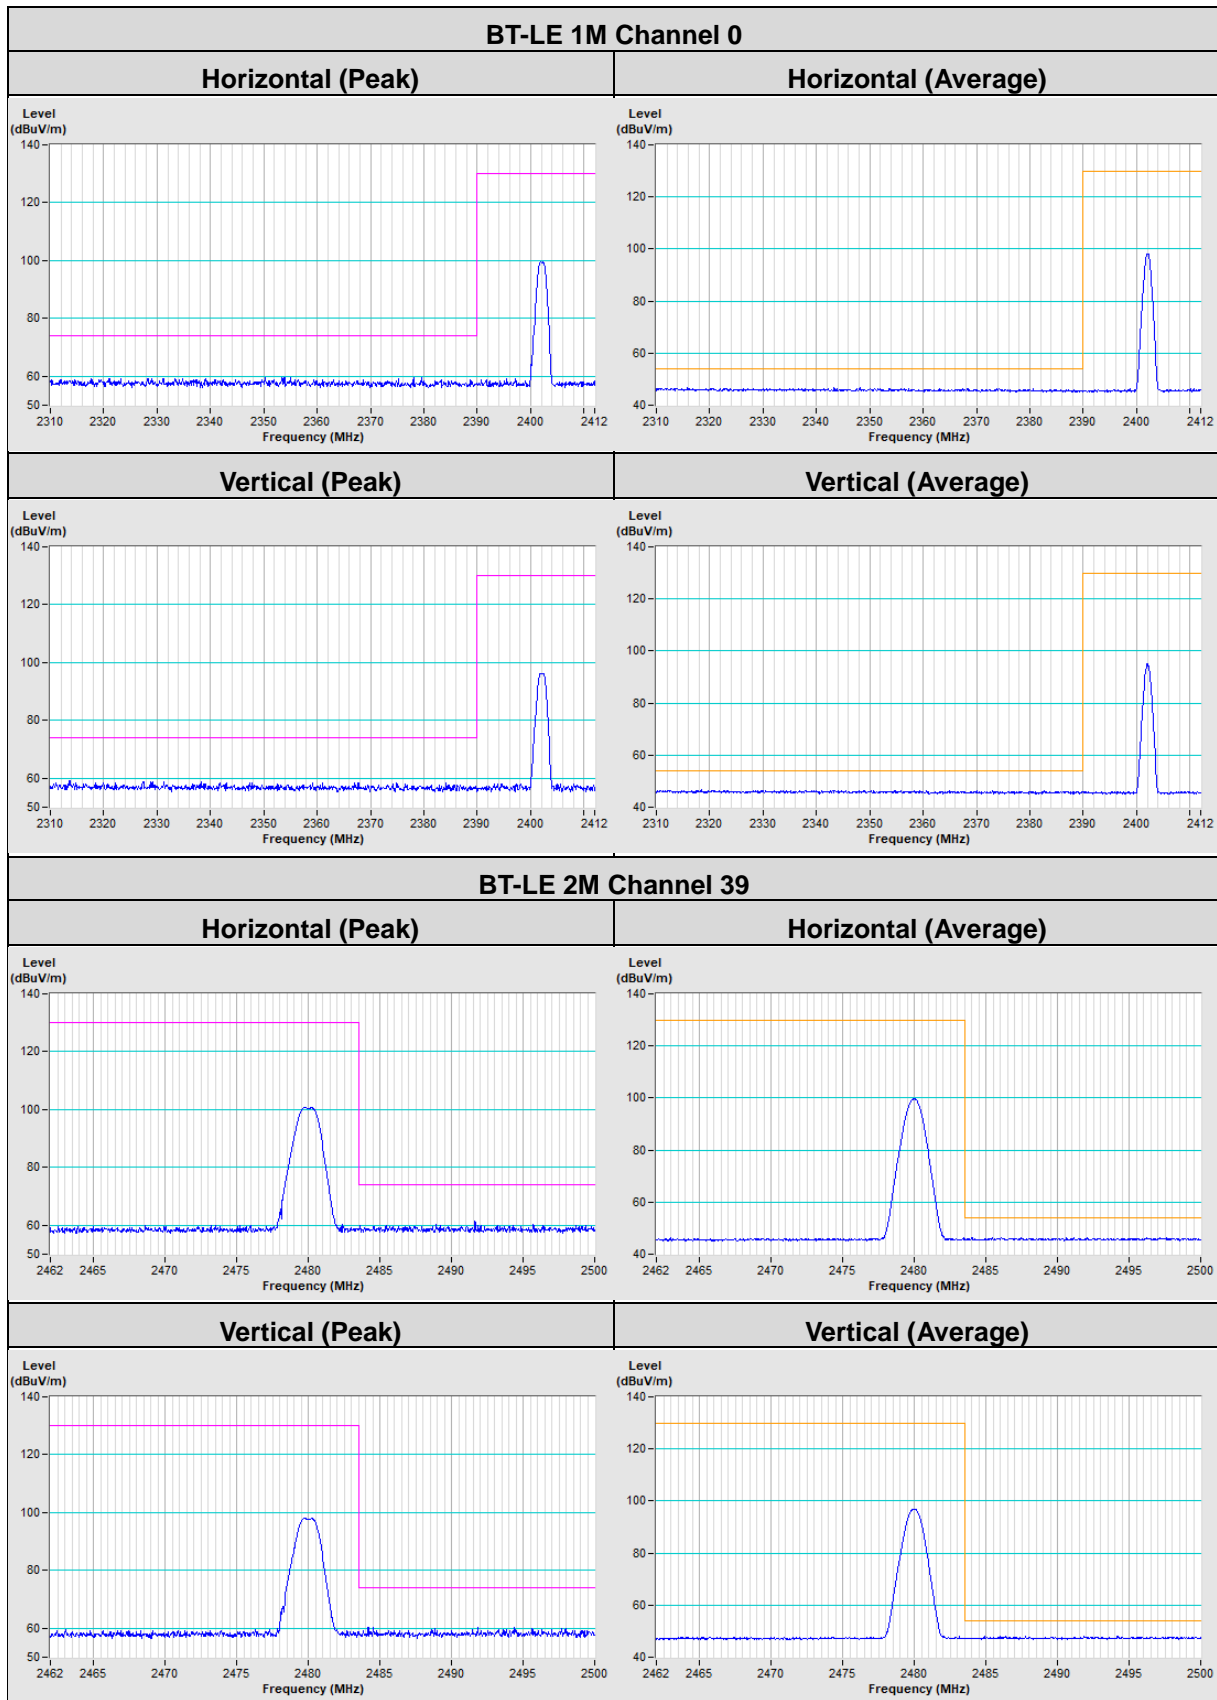 BT-LE 1M Channel 0
Horizontal (Peak)
Horizontal (Average)
Level
(dBuV/m)
140
120
100
80
60
50
2310 2320 2330 2340 2350 2360 2370 2380 2390 2400 2412
Frequency (MHz)
Level
(dBuV/m)
140
120
100
80
60
40
2310 2320 2330 2340 2350 2360 2370 2380 2390 2400 2412
Frequency (MHz)
Vertical (Peak)
Vertical (Average)
Level
(dBuV/m)
140
120
100
80
60
50
2310 2320 2330 2340 2350 2360 2370 2380 2390 2400 2412
Frequency (MHz)
Level
(dBuV/m)
140
120
100
80
60
40
2310 2320 2330 2340 2350 2360 2370 2380 2390 2400 2412
Frequency (MHz)
BT-LE 2M Channel 39
Horizontal (Peak)
Horizontal (Average)
Level
(dBuV/m)
140
120
100
80
60
50
2462 2465 2470 2475 2480 2485 2490 2495 2500
Frequency (MHz)
Level
(dBuV/m)
140
120
100
80
60
40
2462 2465 2470 2475 2480 2485 2490 2495 2500
Frequency (MHz)
Vertical (Peak)
Vertical (Average)
Level
(dBuV/m)
140
120
100
80
60
50
2462 2465 2470 2475 2480 2485 2490 2495 2500
Frequency (MHz)
Level
(dBuV/m)
140
120
100
80
60
40
2462 2465 2470 2475 2480 2485 2490 2495 2500
Frequency (MHz)